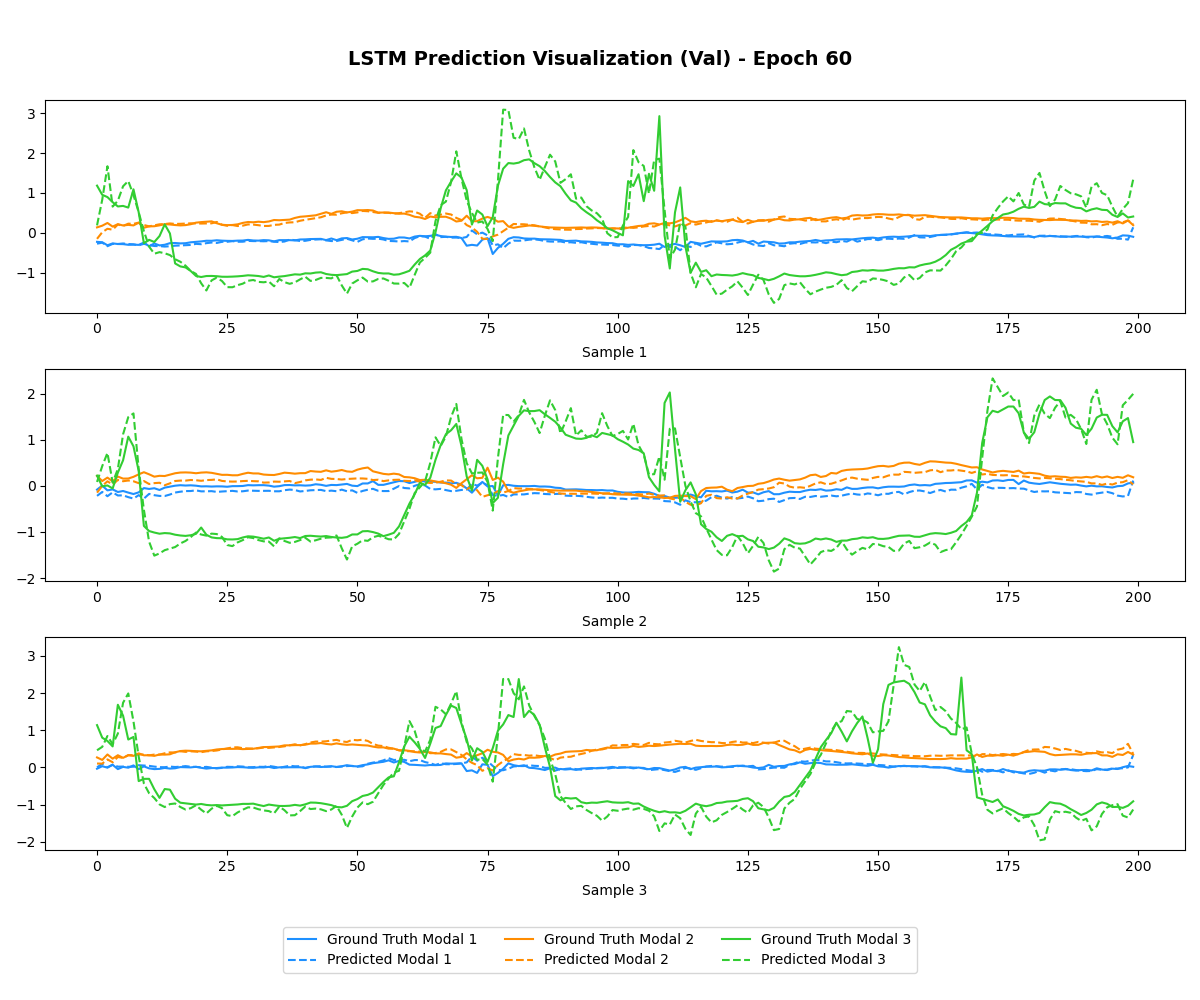 LSTM Prediction Visualization (Val) - Epoch 60
3
2
1
0
−1
0 25 50 75 100 125 150 175 200
Sample 1
2
1
0
−1
−2
0 25 50 75 100 125 150 175 200
Sample 2
3
2
1
0
−1
−2
0 25 50 75 100 125 150 175 200
Sample 3
Ground Truth Modal 1 Ground Truth Modal 2 Ground Truth Modal 3
Predicted Modal 1 Predicted Modal 2 Predicted Modal 3